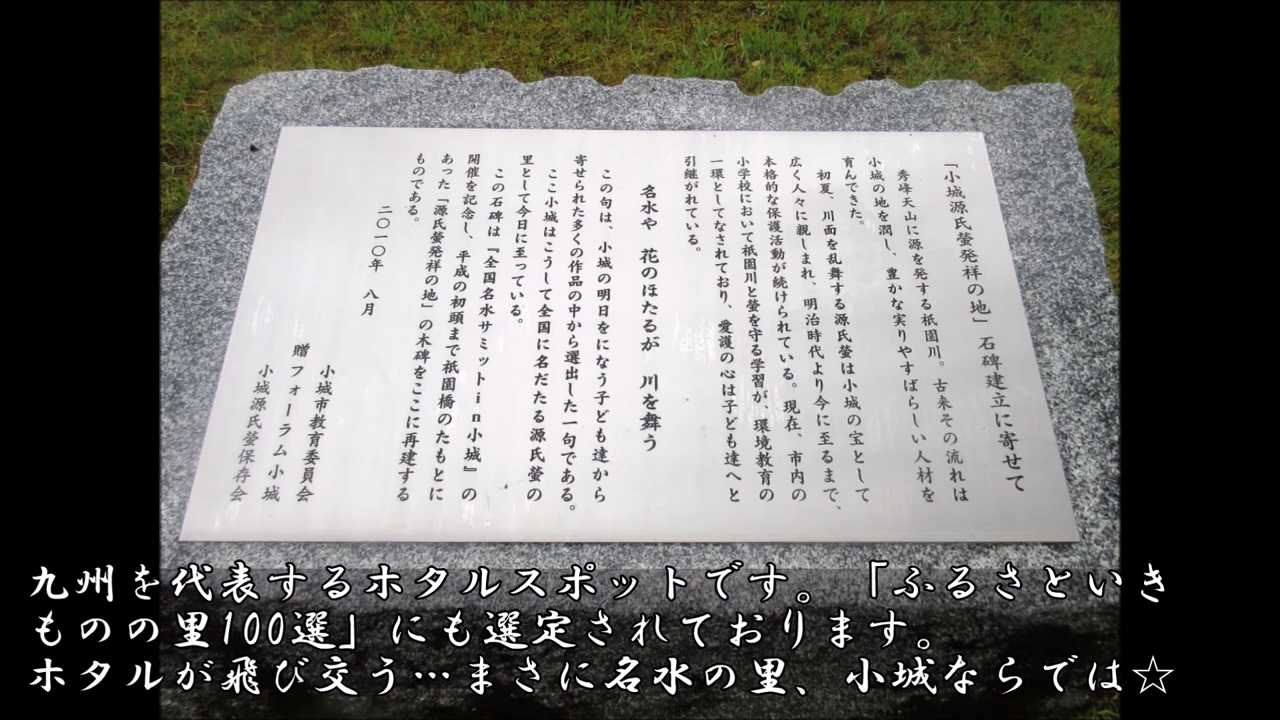 「小城源氏螢発祥の地」石碑建立に寄せて
秀峰天山に源を発する祇園川。古来その流れは
小城の地を潤し、豊かな実りやすばらしい人材を
育んできた。
初夏、川面を乱舞する源氏螢は小城の宝として
広く人々に親しまれ、明治時代より今に至るまで、
本格的な保護活動が続けられている。現在、市内の
小学校において祇園川と螢を守る学習が、環境教育の
一環としてなされており、愛護の心は子ども達へと
引継がれている。
名水や 花のほたるが 川を舞う
この句は、小城の明日をになう子ども達から
寄せられた多くの作品の中から選出した一句である。
ここ小城はこうして全国に名だたる源氏螢の
里として今日に至っている。
この石碑は『全国名水サミットin小城』の
開催を記念し、平成の初頭まで祇園橋のたもとに
あった「源氏螢発祥の地」の木碑をここに再建する
ものである。
二〇一〇年 八月
小城市教育委員会
贈 フォーラム小城
小城源氏螢保存会
九州を代表するホタルスポットです。「ふるさといき
ものの里100選」にも選定されております。
ホタルが飛び交う…まさに名水の里、小城ならでは☆